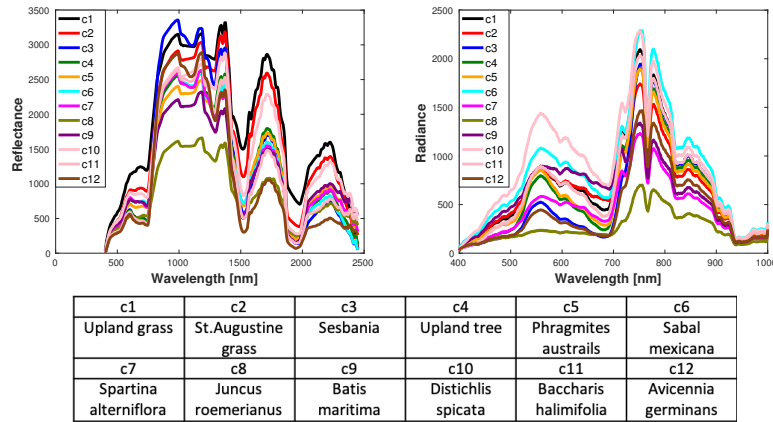 3500
3000
2500
2000
1500
1000
500
0
0
500
1000
1500
2000
2500
Reflectance
Wavelength [nm]
c1
c2
c3
c4
c5
c6
c7
c8
c9
c10
c11
c12
2500
2000
1500
1000
500
0
400
500
600
700
800
900
1000
Radiance
Wavelength [nm]
c1
c2
c3
c4
c5
c6
c7
c8
c9
c10
c11
c12
c1 c2 c3 c4 c5 c6
Upland grass St.Augustine Sesbania Upland tree Phragmites Sabal
grass austrails mexicana
c7 c8 c9 c10 c11 c12
Spartina Juncus Batis Distichlis Baccharis Avicennia
alterniflora roemerianus maritima spicata halimifolia germinans